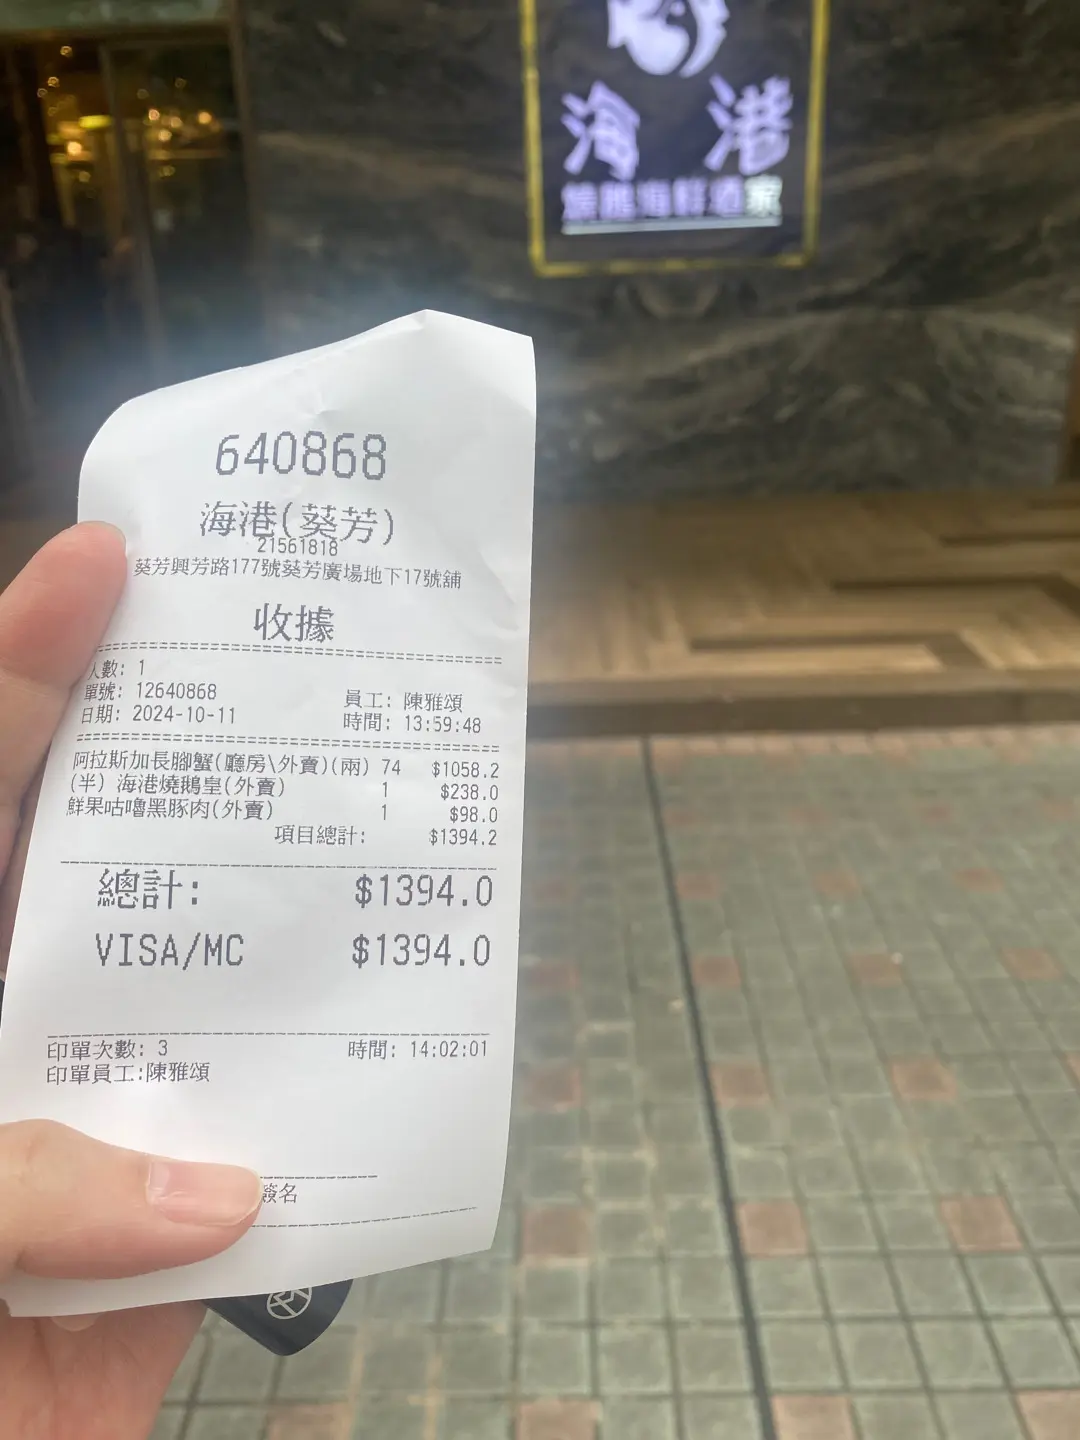 海港
海鮮酒家
640868
海港(葵芳)
21561818
葵芳興芳路177號葵芳廣場地下17號舖
收據
人數: 1
單號: 12640868 員工: 陳雅頌
日期: 2024-10-11 時間: 13:59:48
阿拉斯加長腳蟹(廳房\外賣)(兩) 74 $1058.2
(半) 海港燒鵝皇(外賣) 1 $238.0
鮮果咕嚕黑豚肉(外賣) 1 $98.0
項目總計: $1394.2
總計: $1394.0
VISA/MC $1394.0
印單次數: 3 時間: 14:02:01
印單員工:陳雅頌
簽名